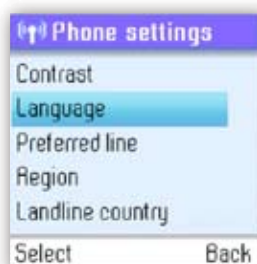 Phone settings
Contrast
Language
Preferred line
Region
Landline country
Select Back